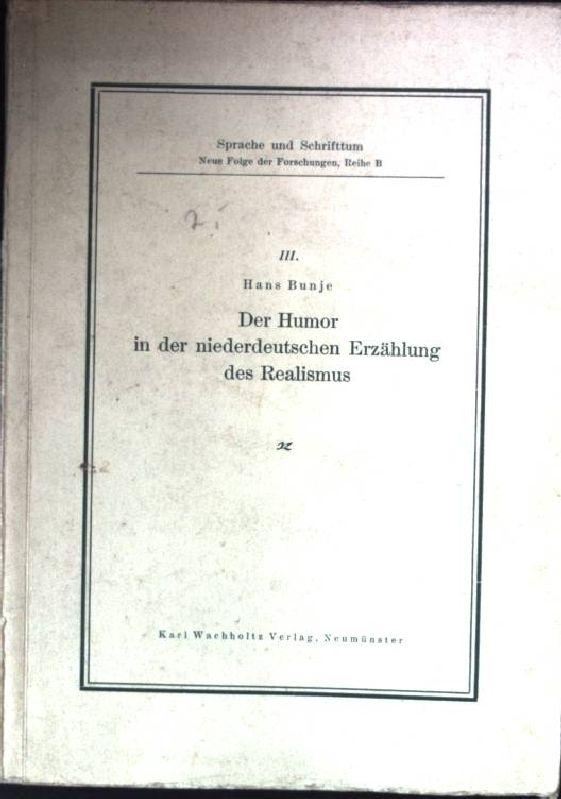 Sprache und Schrifttum
Neue Folge der Forschungen, Reihe B
2.-
III.
Hans Bunje
Der Humor
in der niederdeutschen Erzählung
des Realismus
Karl Wachholtz Verlag, Neumünster